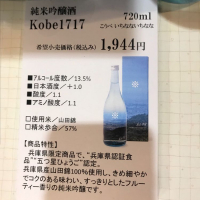 純米吟醸酒
Kobe1717 720ml
こうべ いちなないちなな
希望小売価格(税込み) 1,944円
■アルコール度数/13.5%
■日本酒度/+1.0
■酸度/1.1
■アミノ酸度/1.1
□使用米/山田錦
□精米歩合/57%
【商品特性】
兵庫県限定商品で、“兵庫県認証食
品”“五つ星ひょうご”認定。
兵庫県産山田錦100%使用し、きめ細やか
でコクのある味わい、すっきりとしたフルー
ティー香りの純米吟醸です。